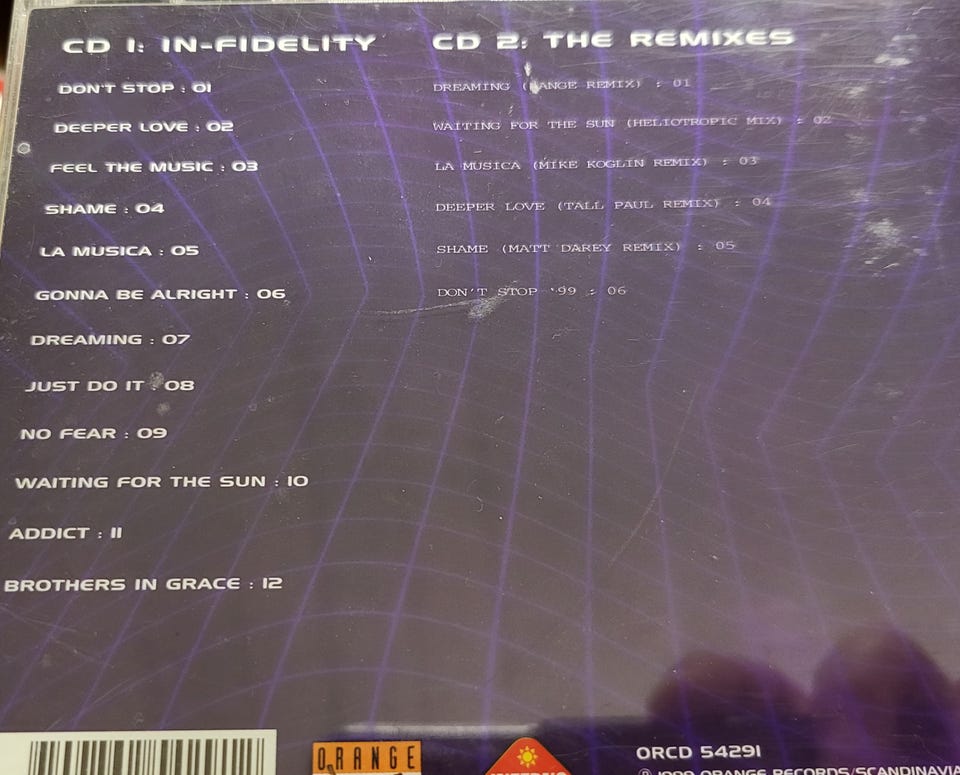 CD 1: IN-FIDELITY
DON'T STOP : 01
DEEPER LOVE : 02
FEEL THE MUSIC : 03
SHAME : 04
LA MUSICA : 05
GONNA BE ALRIGHT : 06
DREAMING : 07
JUST DO IT : 08
NO FEAR : 09
WAITING FOR THE SUN : 10
ADDICT : 11
BROTHERS IN GRACE : 12
CD 2: THE REMIXES
DREAMING ( REMIX) : 01
WAITING FOR THE SUN (HELIOTROPIC MIX) : 02
LA MUSICA (MIKE KOGLIN REMIX) : 03
DEEPER LOVE (TALL PAUL REMIX) : 04
SHAME (MATT DAREY REMIX) : 05
DON'T STOP '99 : 06
ORANGE
ORCD 54291
℗ 1999 ORANGE RECORDS/SCANDINAVIA